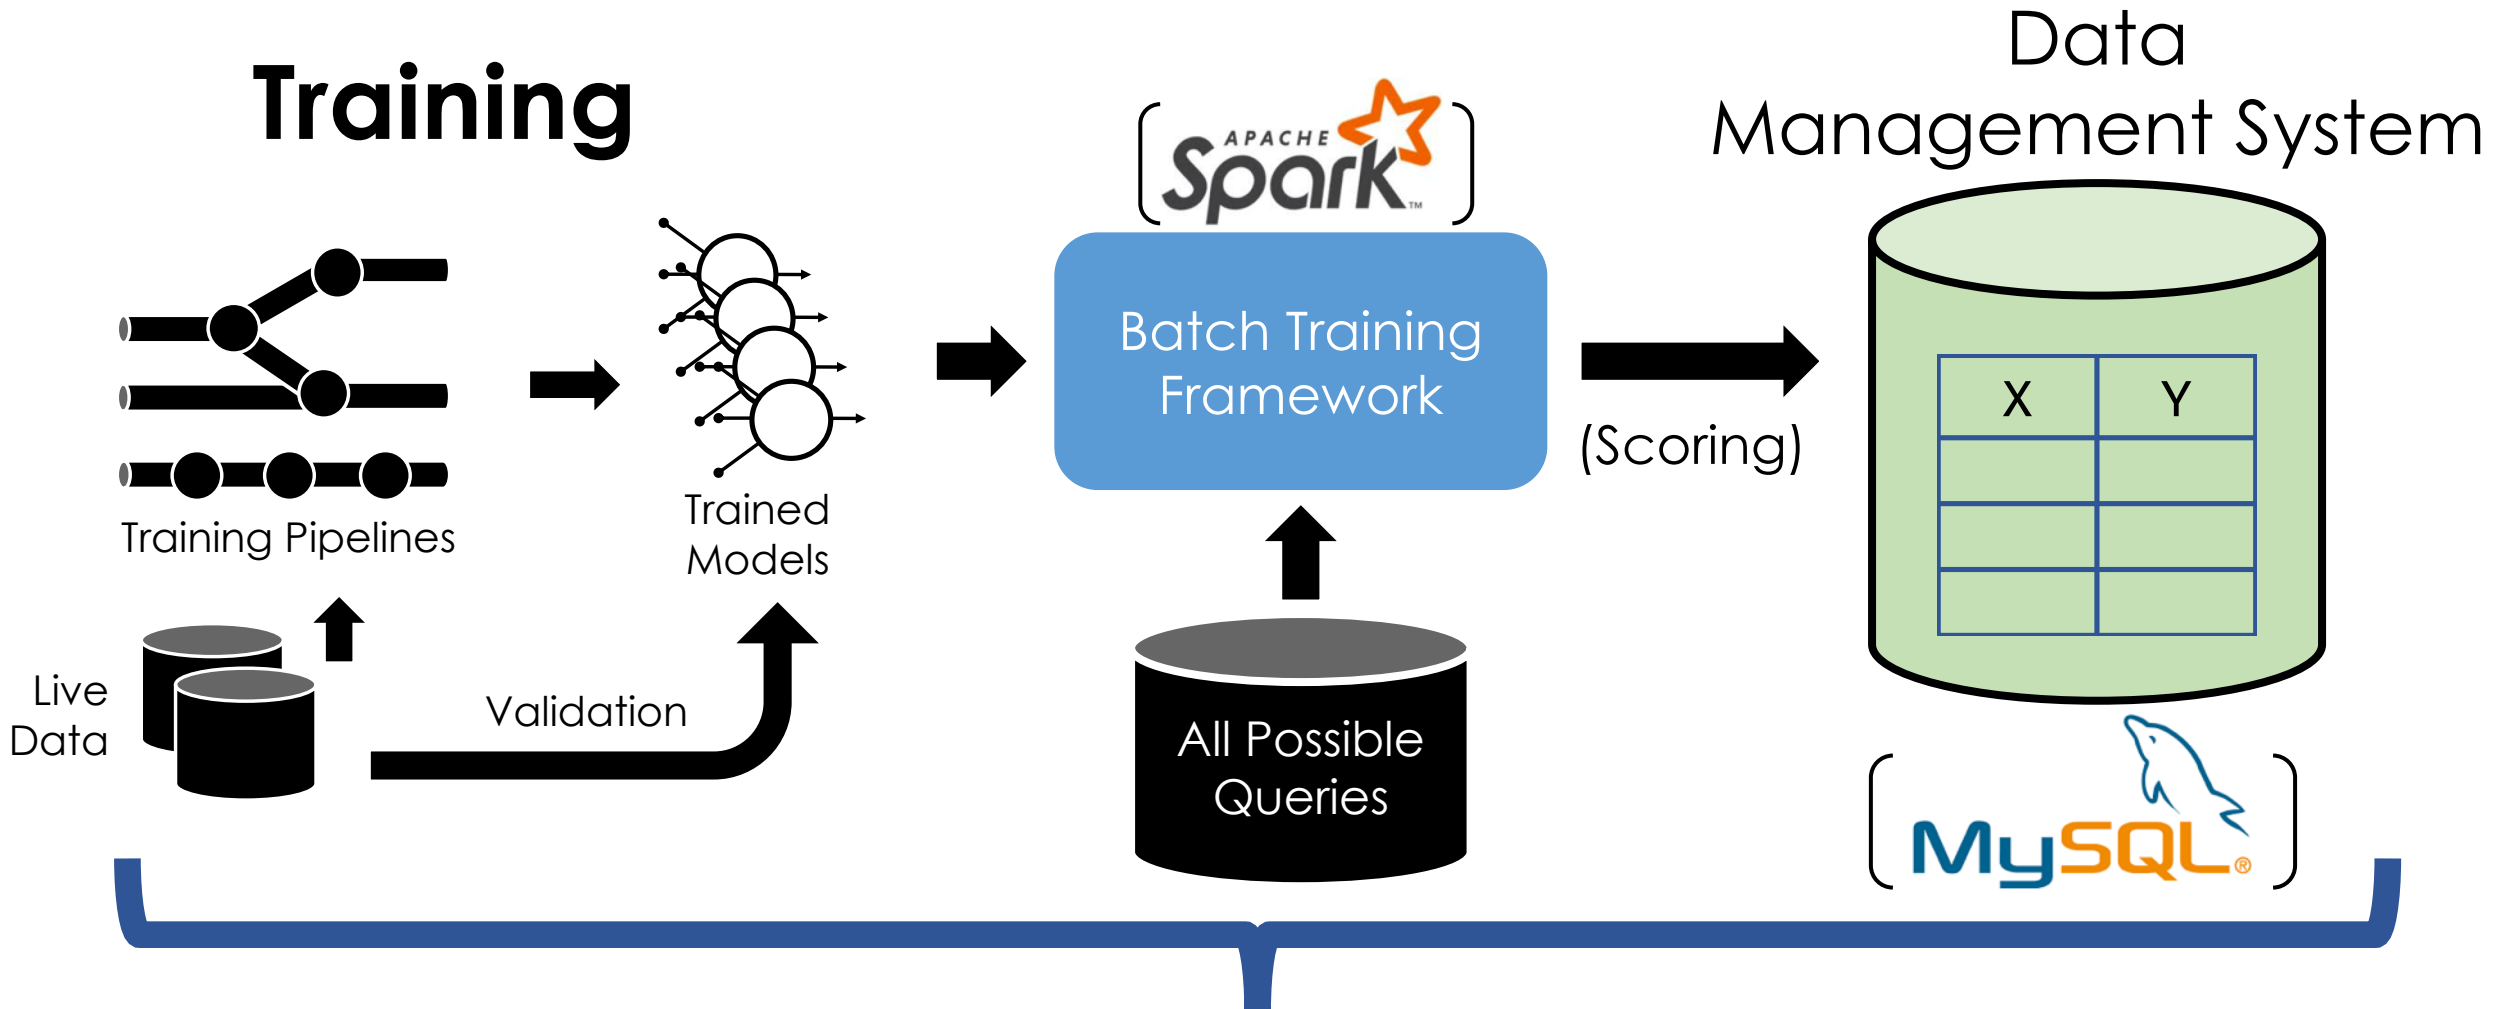 Training
Training Pipelines
Live
Data
Validation
Trained
Models
APACHE
Spark™
Batch Training
Framework
All Possible
Queries
(Scoring)
Data
Management System
X Y
MySQL®